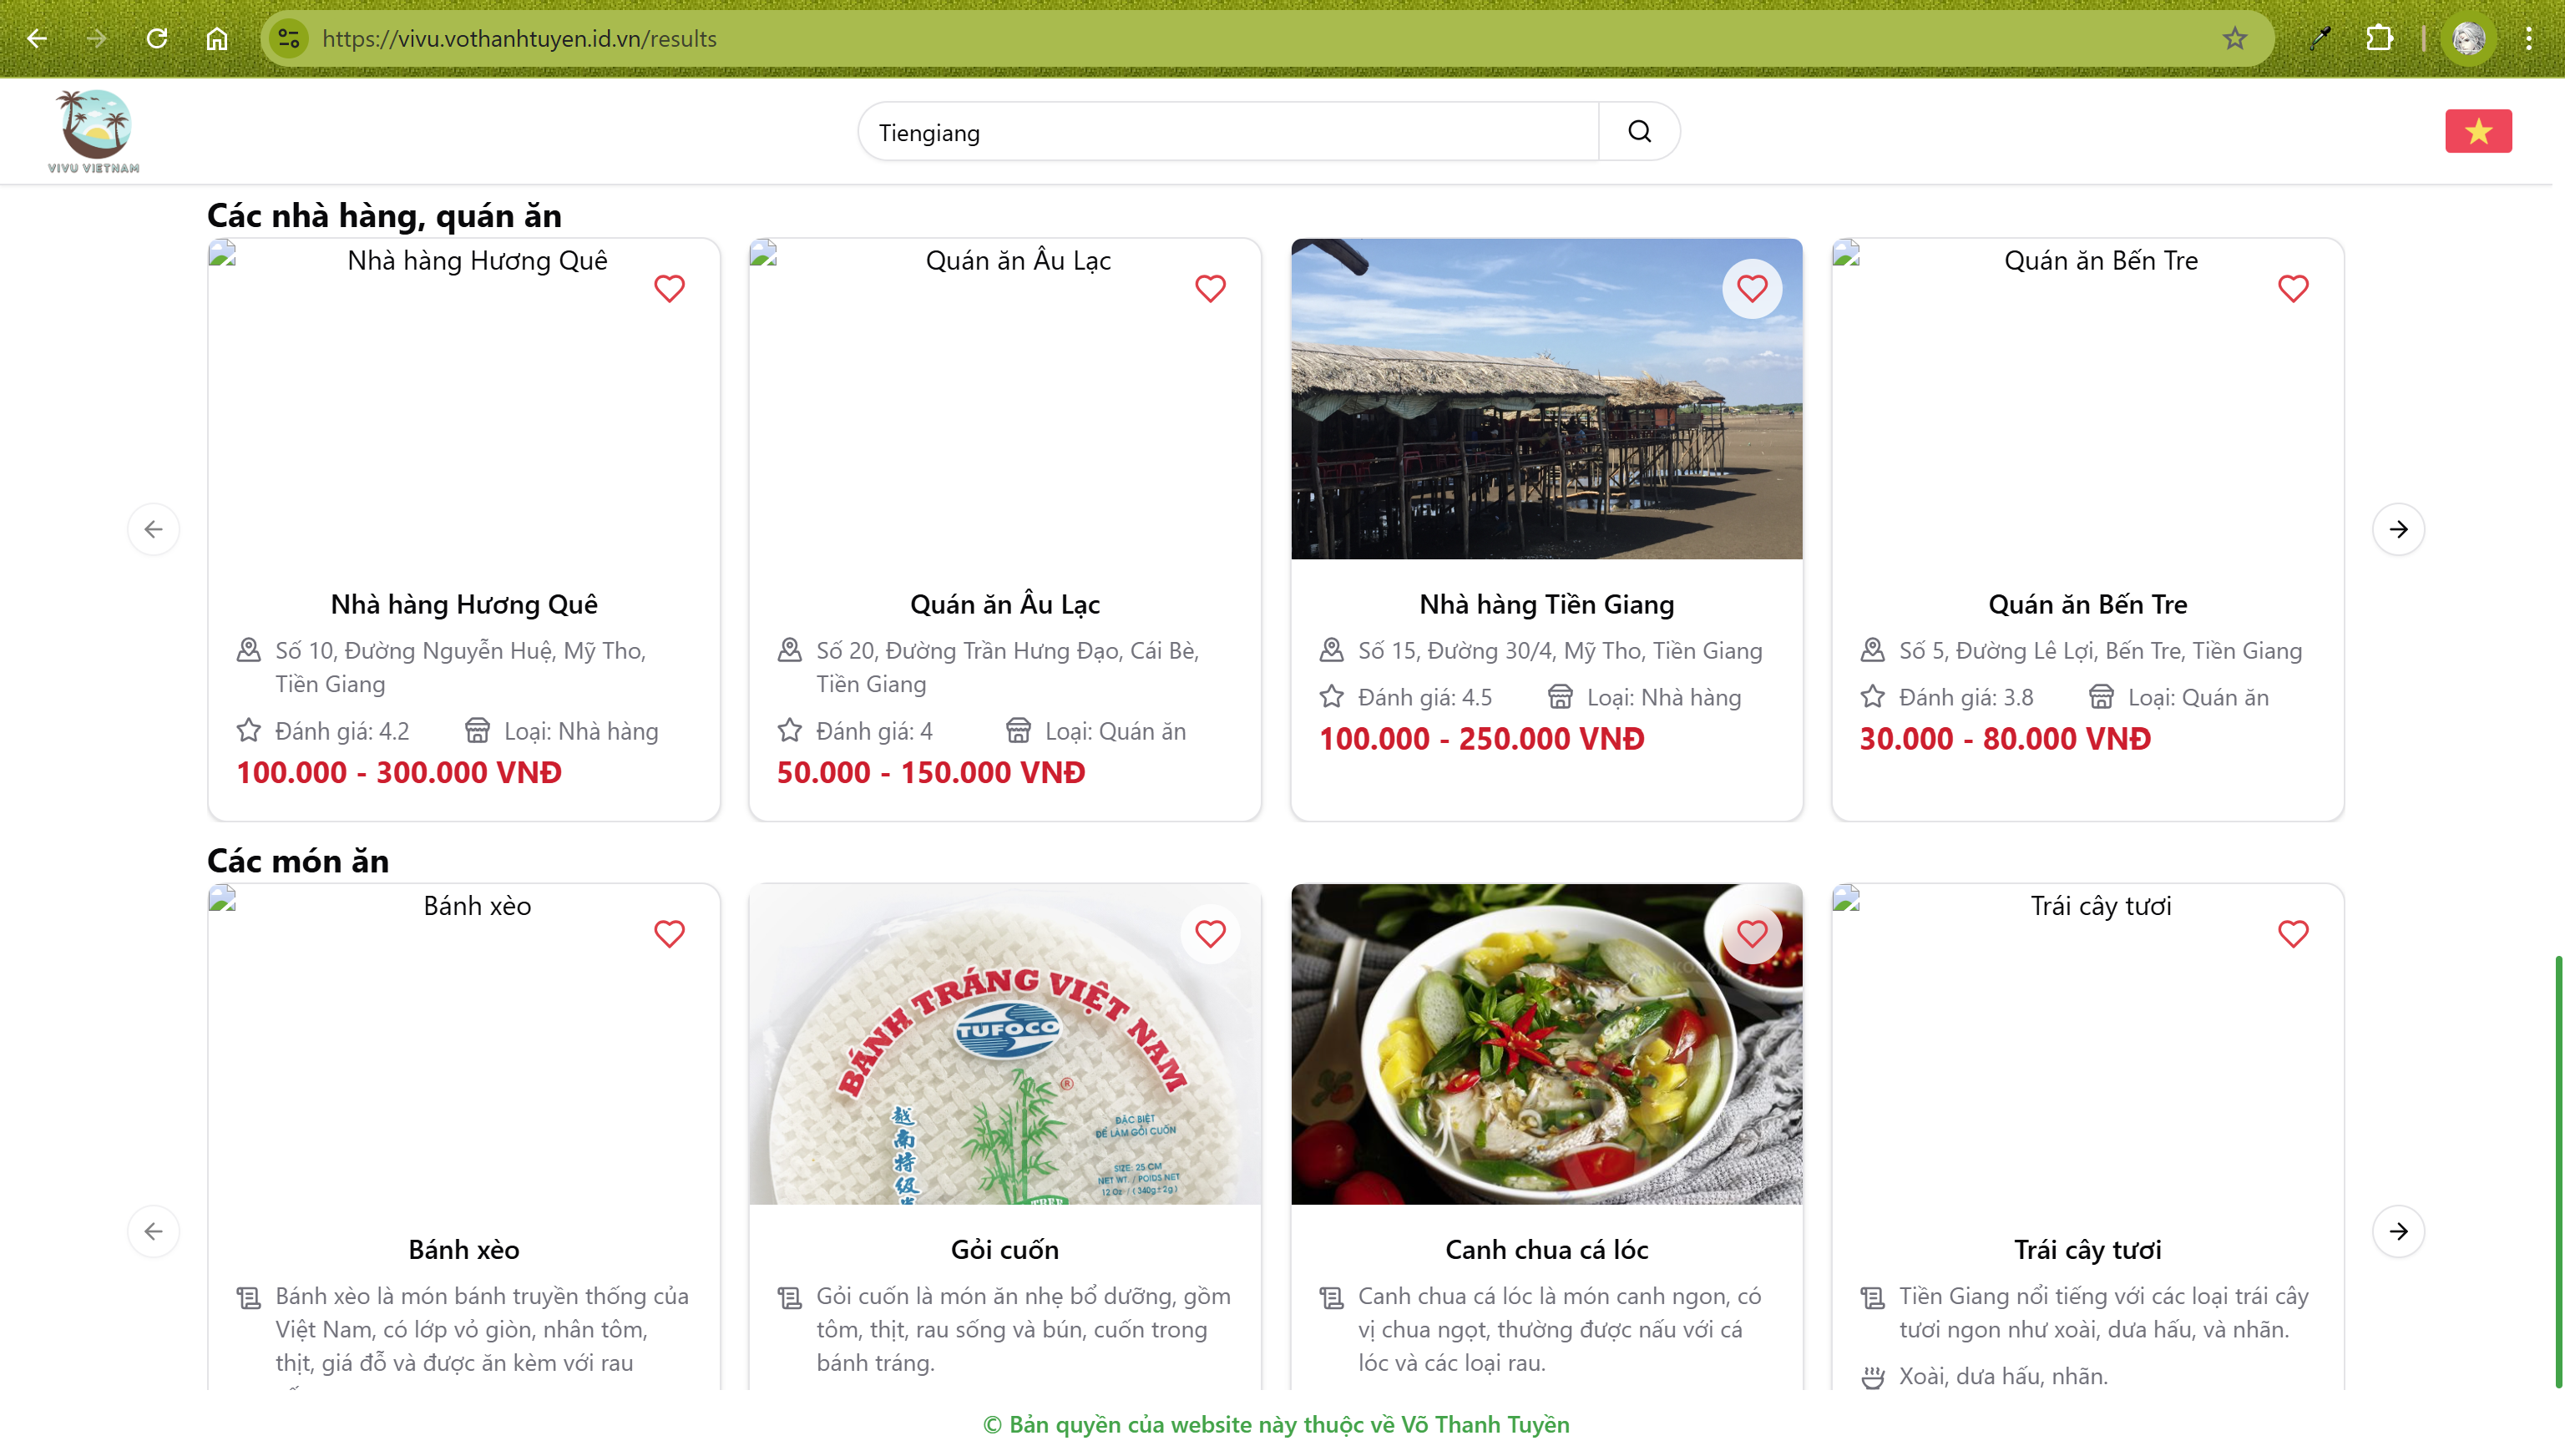 https://vivu.vothanhtuyen.id.vn/results
VIVU VIETNAM
Tiengiang
Các nhà hàng, quán ăn
Nhà hàng Hương Quê
Nhà hàng Hương Quê
Số 10, Đường Nguyễn Huệ, Mỹ Tho,
Tiền Giang
Đánh giá: 4.2
Loại: Nhà hàng
100.000 - 300.000 VNĐ
Quán ăn Âu Lạc
Quán ăn Âu Lạc
Số 20, Đường Trần Hưng Đạo, Cái Bè,
Tiền Giang
Đánh giá: 4
Loại: Quán ăn
50.000 - 150.000 VNĐ
Nhà hàng Tiền Giang
Số 15, Đường 30/4, Mỹ Tho, Tiền Giang
Đánh giá: 4.5
Loại: Nhà hàng
100.000 - 250.000 VNĐ
Quán ăn Bến Tre
Quán ăn Bến Tre
Số 5, Đường Lê Lợi, Bến Tre, Tiền Giang
Đánh giá: 3.8
Loại: Quán ăn
30.000 - 80.000 VNĐ
Các món ăn
Bánh xèo
Bánh xèo
Bánh xèo là món bánh truyền thống của
Việt Nam, có lớp vỏ giòn, nhân tôm,
thịt, giá đỗ và được ăn kèm với rau
BÁNH TRÁNG VIỆT NAM
TUFOCO
®
越南特级
ĐẶC BIỆT
ĐỂ LÀM GỎI CUỐN
SIZE: 25 CM
NET WT. / POIDS NET
12 Oz / (340g±2g)
TREE
Gỏi cuốn
Gỏi cuốn là món ăn nhẹ bổ dưỡng, gồm
tôm, thịt, rau sống và bún, cuốn trong
bánh tráng.
Canh chua cá lóc
Canh chua cá lóc là món canh ngon, có
vị chua ngọt, thường được nấu với cá
lóc và các loại rau.
Trái cây tươi
Trái cây tươi
Tiền Giang nổi tiếng với các loại trái cây
tươi ngon như xoài, dưa hấu, và nhãn.
Xoài, dưa hấu, nhãn.
© Bản quyền của website này thuộc về Võ Thanh Tuyền